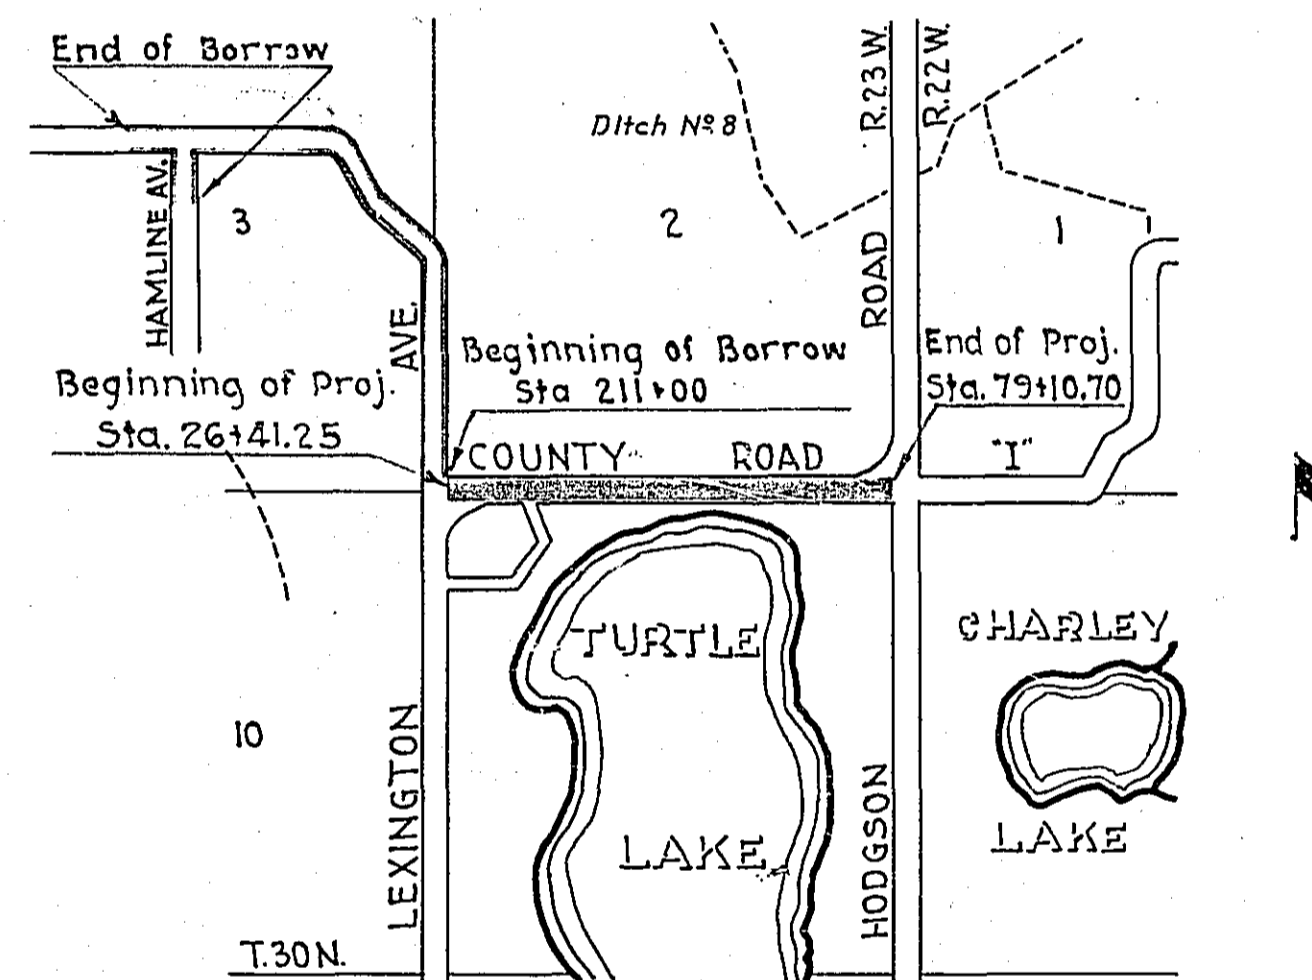 End of Borrow
Ditch Nº 8
R.23 W.
R.22 W.
HAMLINE AV.
3
2
1
ROAD
AVE.
Beginning of Borrow
Sta 211+00
End of Proj.
Sta. 79+10.70
Beginning of Proj.
Sta. 26+41.25
COUNTY ROAD "I"
TURTLE
LAKE
CHARLEY
LAKE
10
LEXINGTON
HODGSON
T.30N.